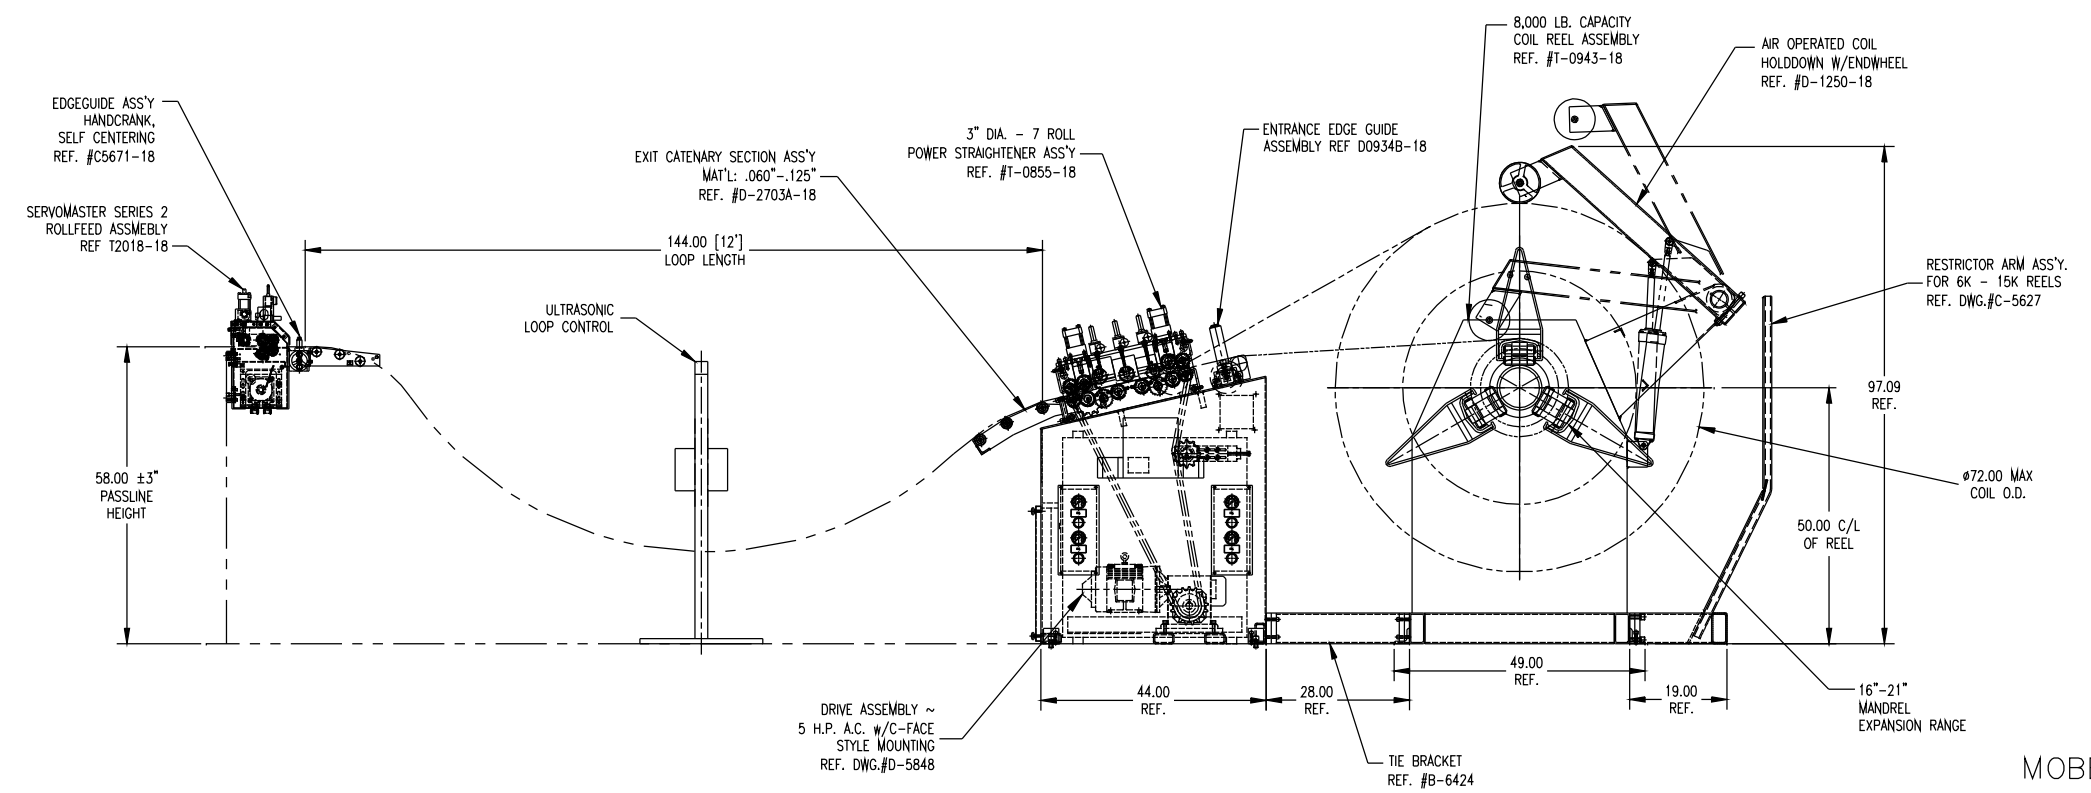 8,000 LB. CAPACITY
COIL REEL ASSEMBLY
REF. #T-0943-18
AIR OPERATED COIL
HOLDDOWN W/ENDWHEEL
REF. #D-1250-18
EDGEGUIDE ASS'Y
HANDCRANK,
SELF CENTERING
REF. #C5671-18
3" DIA. - 7 ROLL
POWER STRAIGHTENER ASS'Y
REF. #T-0855-18
ENTRANCE EDGE GUIDE
ASSEMBLY REF D0934B-18
EXIT CATENARY SECTION ASS'Y
MAT'L: .060"-.125"
REF. #D-2703A-18
SERVOMASTER SERIES 2
ROLLFEED ASSMEBLY
REF T2018-18
144.00 [12']
LOOP LENGTH
RESTRICTOR ARM ASS'Y.
FOR 6K - 15K REELS
REF. DWG.#C-5627
ULTRASONIC
LOOP CONTROL
97.09
REF.
58.00 ±3"
PASSLINE
HEIGHT
ø72.00 MAX
COIL O.D.
50.00 C/L
OF REEL
44.00
REF.
28.00
REF.
49.00
REF.
19.00
REF.
16"-21"
MANDREL
EXPANSION RANGE
DRIVE ASSEMBLY ~
5 H.P. A.C. w/C-FACE
STYLE MOUNTING
REF. DWG.#D-5848
TIE BRACKET
REF. #B-6424
MOBI